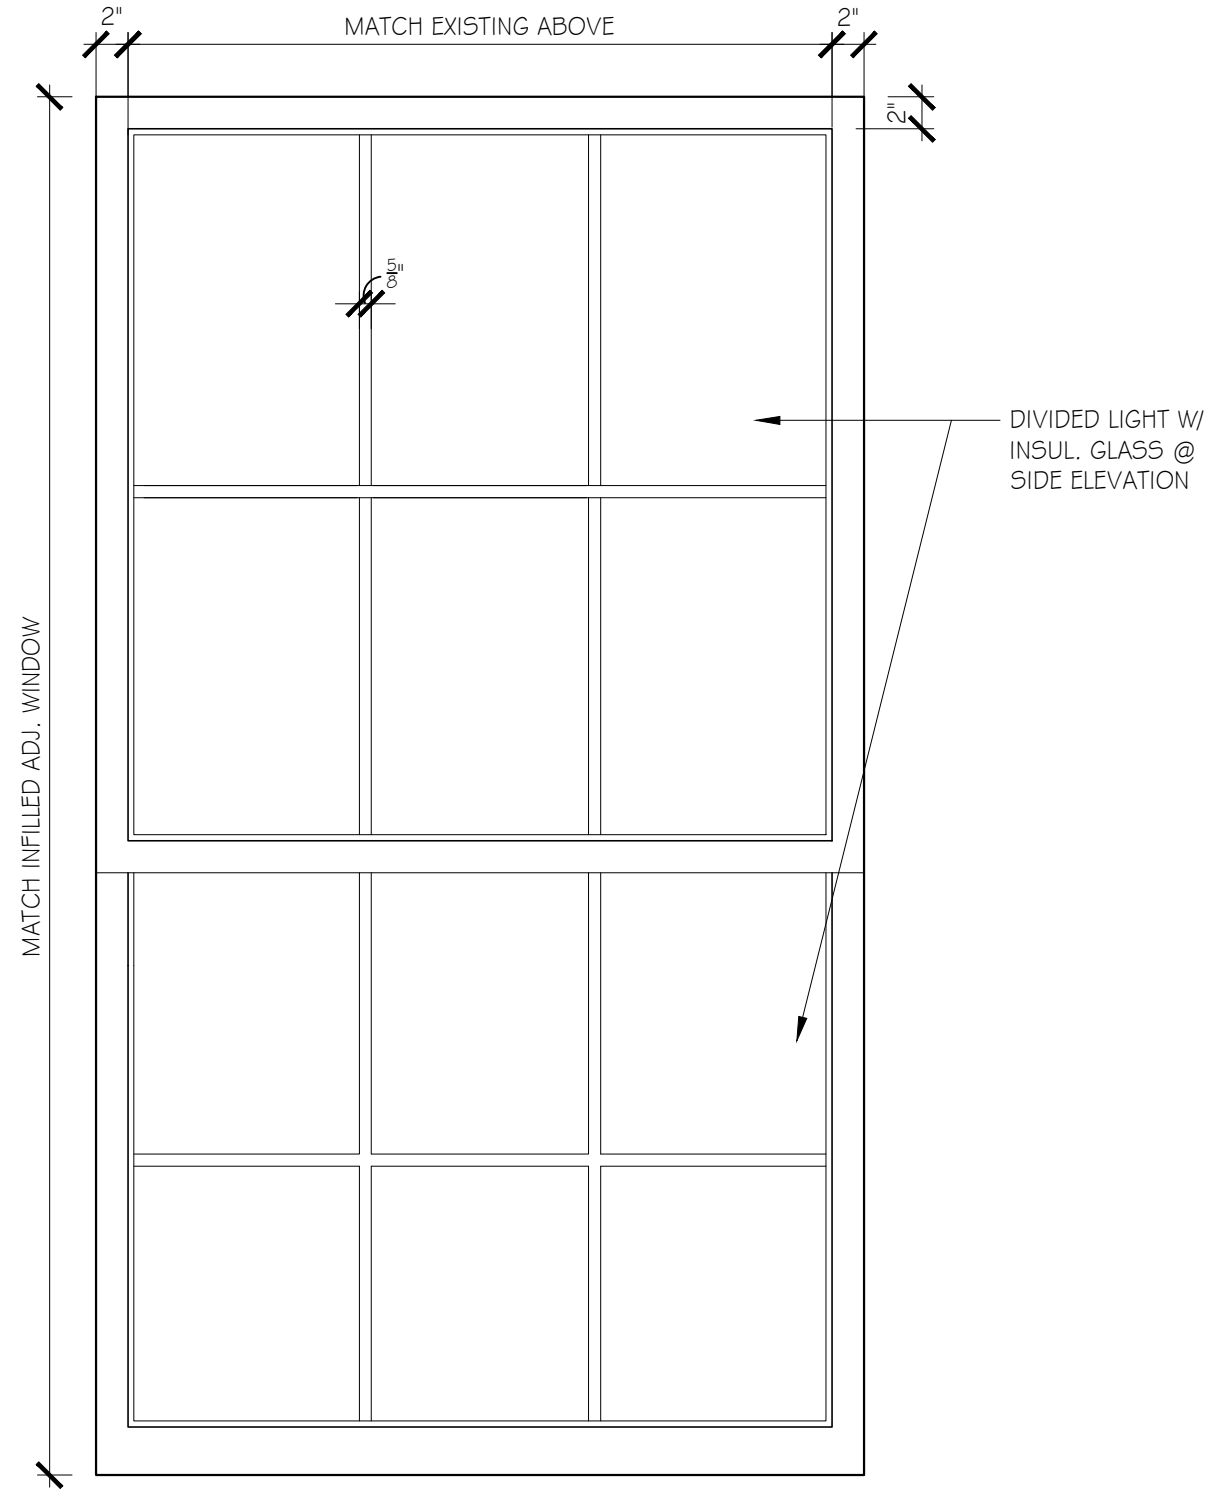 2"
MATCH EXISTING ABOVE
2"
2"
5/8"
DIVIDED LIGHT W/
INSUL. GLASS @
SIDE ELEVATION
MATCH INFILLED ADJ. WINDOW